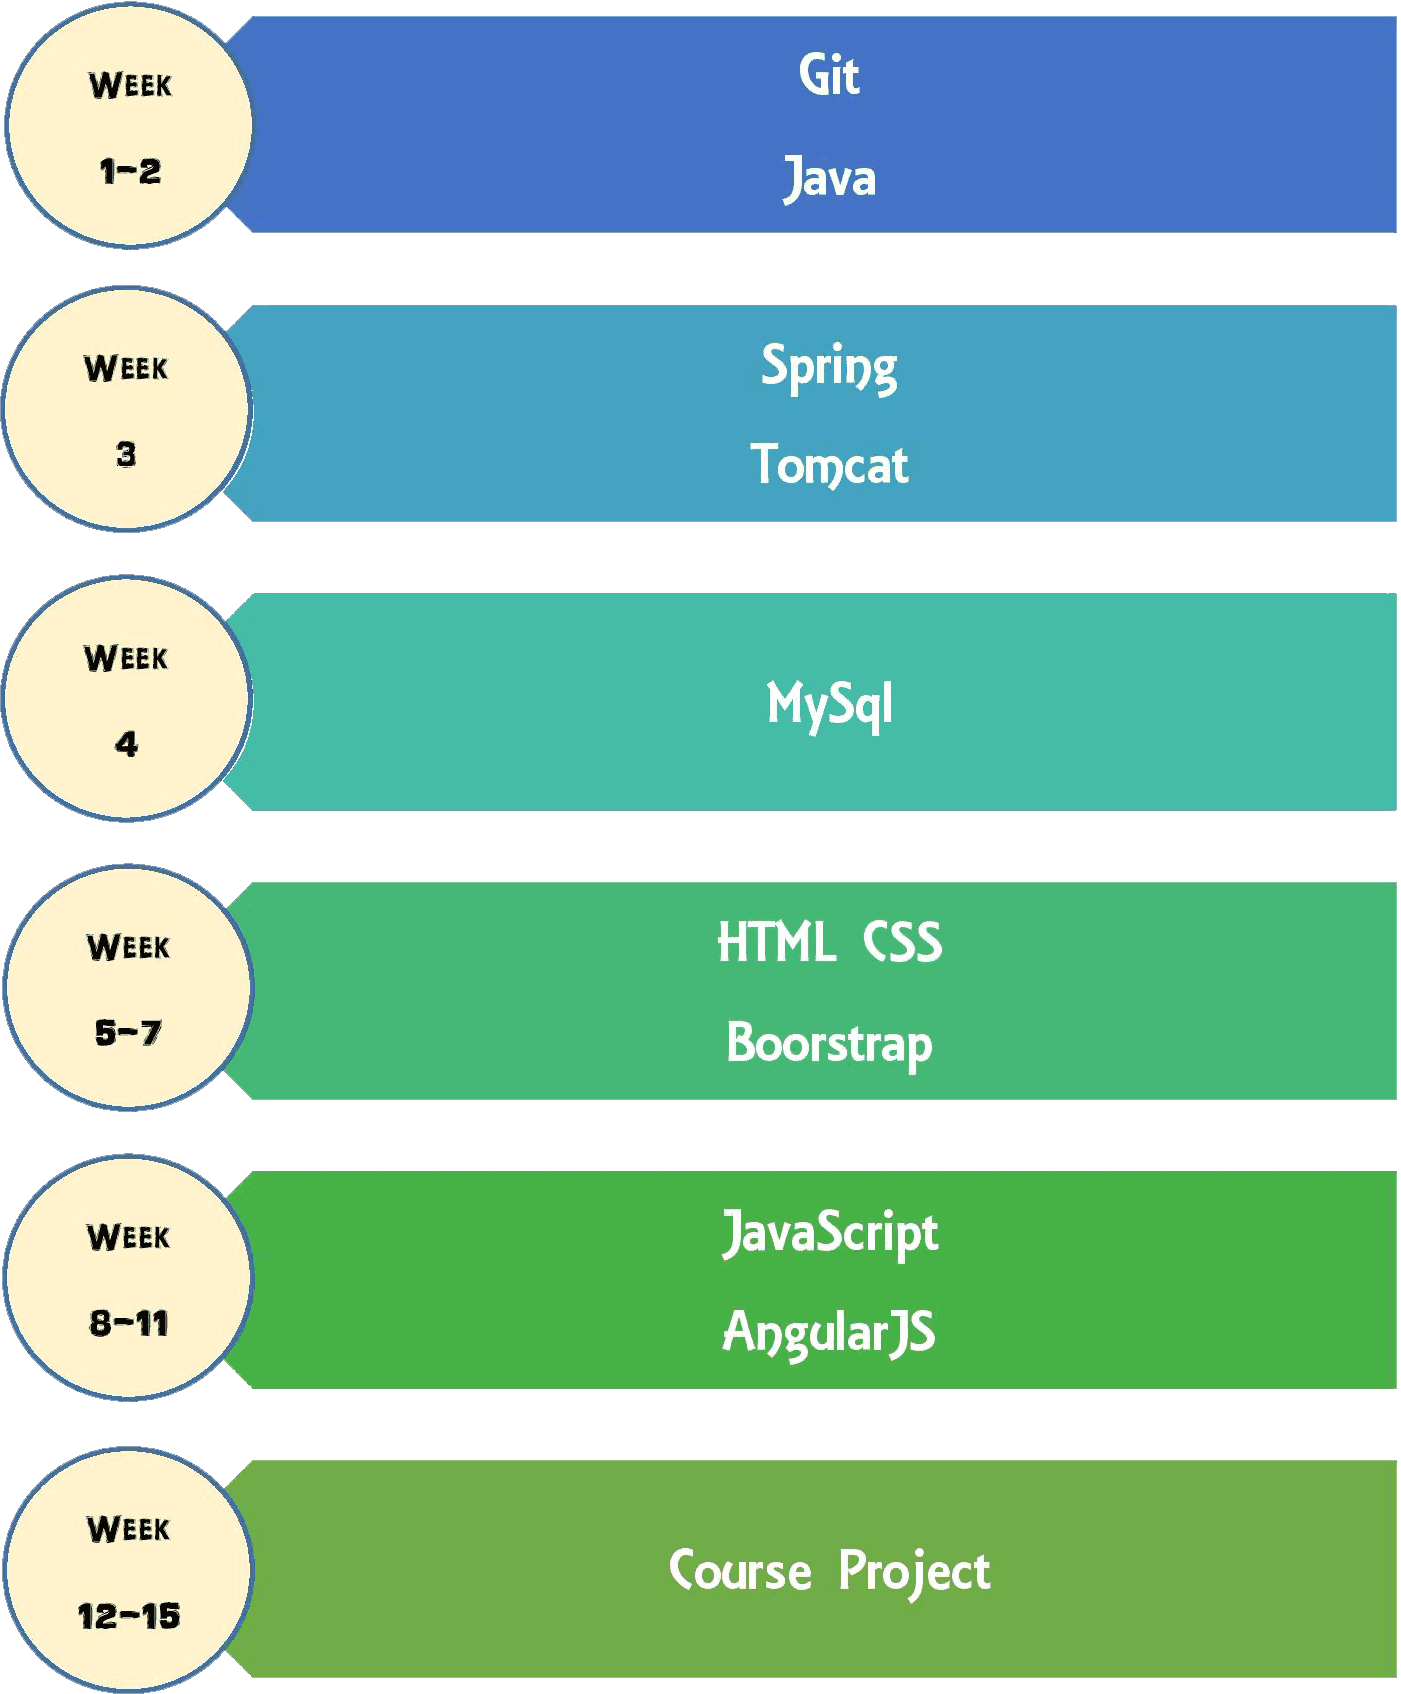 WEEK
1-2
Git
Java
WEEK
3
Spring
Tomcat
WEEK
4
MySql
WEEK
5-7
HTML CSS
Boorstrap
WEEK
8-11
JavaScript
AngularJS
WEEK
12-15
Course Project